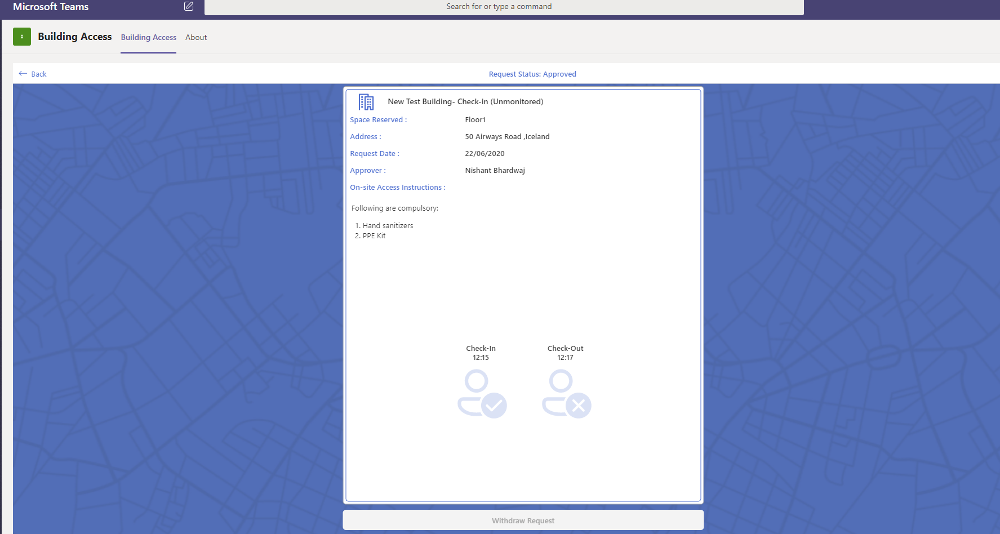 Microsoft Teams
Search for or type a command
Building Access
Building Access
About
Back
Request Status: Approved
New Test Building- Check-in (Unmonitored)
Space Reserved : Floor1
Address : 50 Airways Road ,Iceland
Request Date : 22/06/2020
Approver : Nishant Bhardwaj
On-site Access Instructions :
Following are compulsory:
1. Hand sanitizers
2. PPE Kit
Check-In Check-Out
12:15 12:17
Withdraw Request